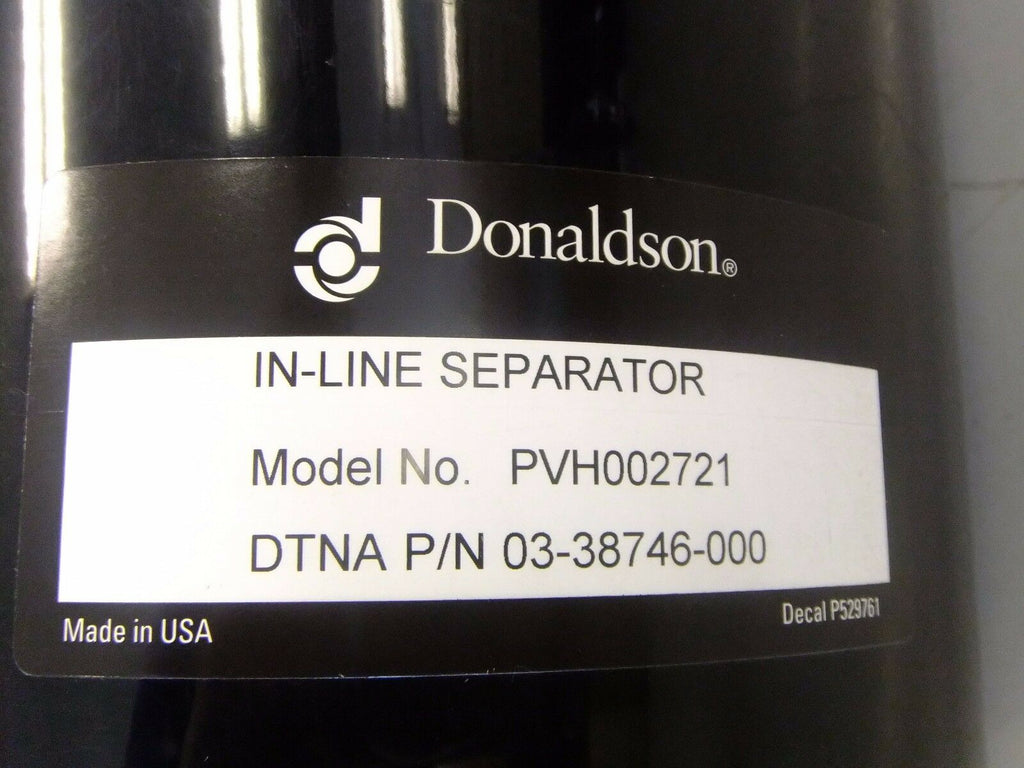 Donaldson®
IN-LINE SEPARATOR
Model No. PVH002721
DTNA P/N 03-38746-000
Made in USA
Decal P529761